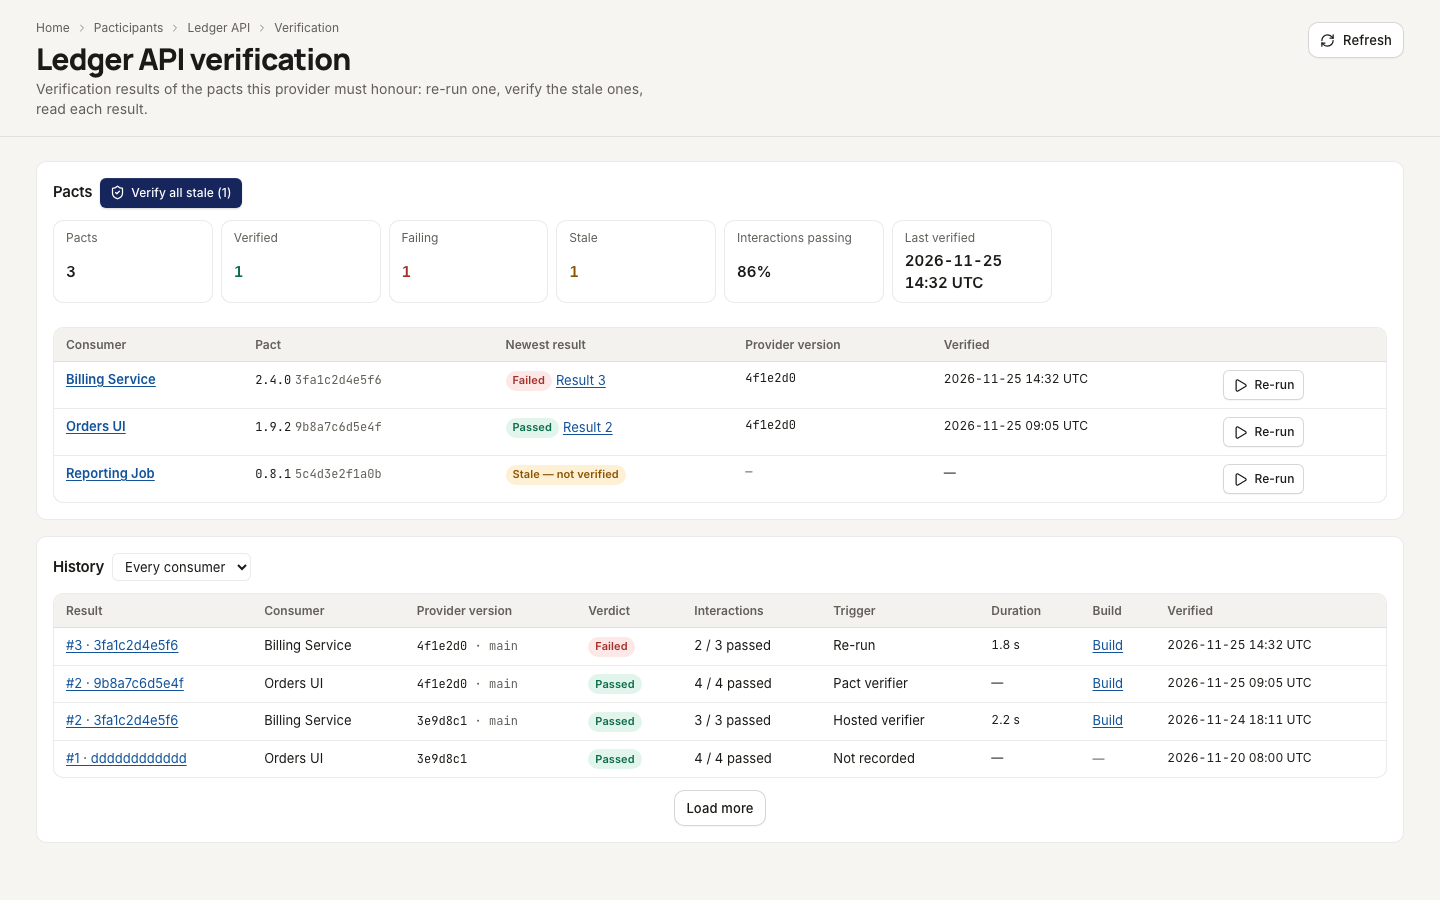 Home > Pacticipants > Ledger API > Verification
Ledger API verification
Verification results of the pacts this provider must honour: re-run one, verify the stale ones,
read each result.
Refresh
Pacts
Verify all stale (1)
Pacts
3
Verified
1
Failing
1
Stale
1
Interactions passing
86%
Last verified
2026-11-25
14:32 UTC
Consumer Pact Newest result Provider version Verified
Billing Service 2.4.0 3fa1c2d4e5f6 Failed Result 3 4f1e2d0 2026-11-25 14:32 UTC Re-run
Orders UI 1.9.2 9b8a7c6d5e4f Passed Result 2 4f1e2d0 2026-11-25 09:05 UTC Re-run
Reporting Job 0.8.1 5c4d3e2f1a0b Stale — not verified — — Re-run
History Every consumer
Result Consumer Provider version Verdict Interactions Trigger Duration Build Verified
#3 · 3fa1c2d4e5f6 Billing Service 4f1e2d0 · main Failed 2 / 3 passed Re-run 1.8 s Build 2026-11-25 14:32 UTC
#2 · 9b8a7c6d5e4f Orders UI 4f1e2d0 · main Passed 4 / 4 passed Pact verifier — Build 2026-11-25 09:05 UTC
#2 · 3fa1c2d4e5f6 Billing Service 3e9d8c1 · main Passed 3 / 3 passed Hosted verifier 2.2 s Build 2026-11-24 18:11 UTC
#1 · dddddddddddd Orders UI 3e9d8c1 Passed 4 / 4 passed Not recorded — — 2026-11-20 08:00 UTC
Load more